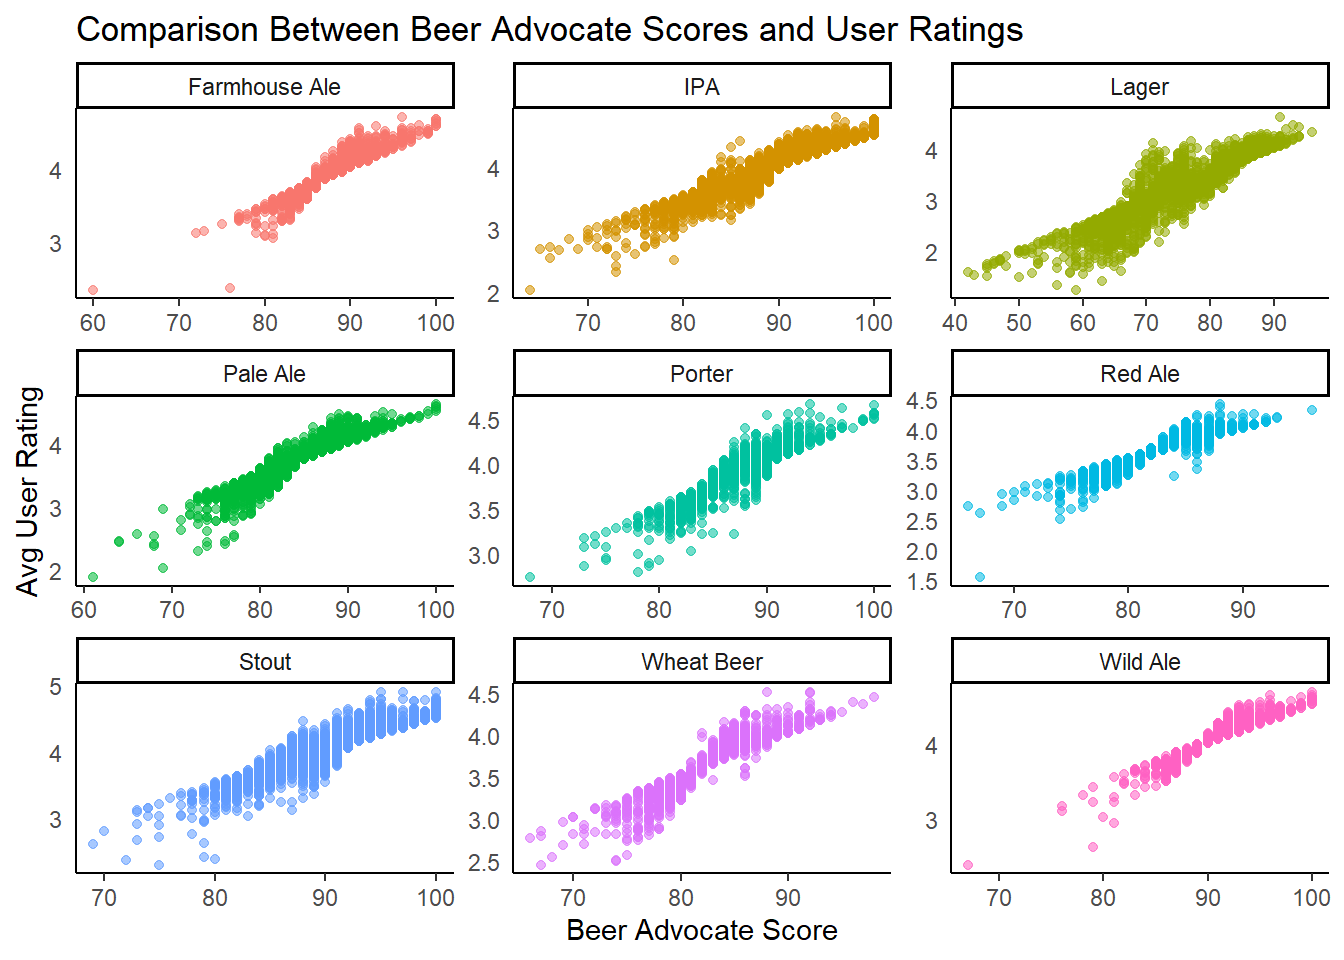 Comparison Between Beer Advocate Scores and User Ratings
Farmhouse Ale
IPA
Lager
4
3
60 70 80 90 100
4
3
2
70 80 90 100
4
3
2
40 50 60 70 80 90
Pale Ale
Porter
Red Ale
4
3
2
60 70 80 90 100
4.5
4.0
3.5
3.0
70 80 90 100
4.5
4.0
3.5
3.0
2.5
2.0
1.5
70 80 90
Avg User Rating
Stout
Wheat Beer
Wild Ale
5
4
3
70 80 90 100
4.5
4.0
3.5
3.0
2.5
70 80 90
4
3
70 80 90 100
Beer Advocate Score